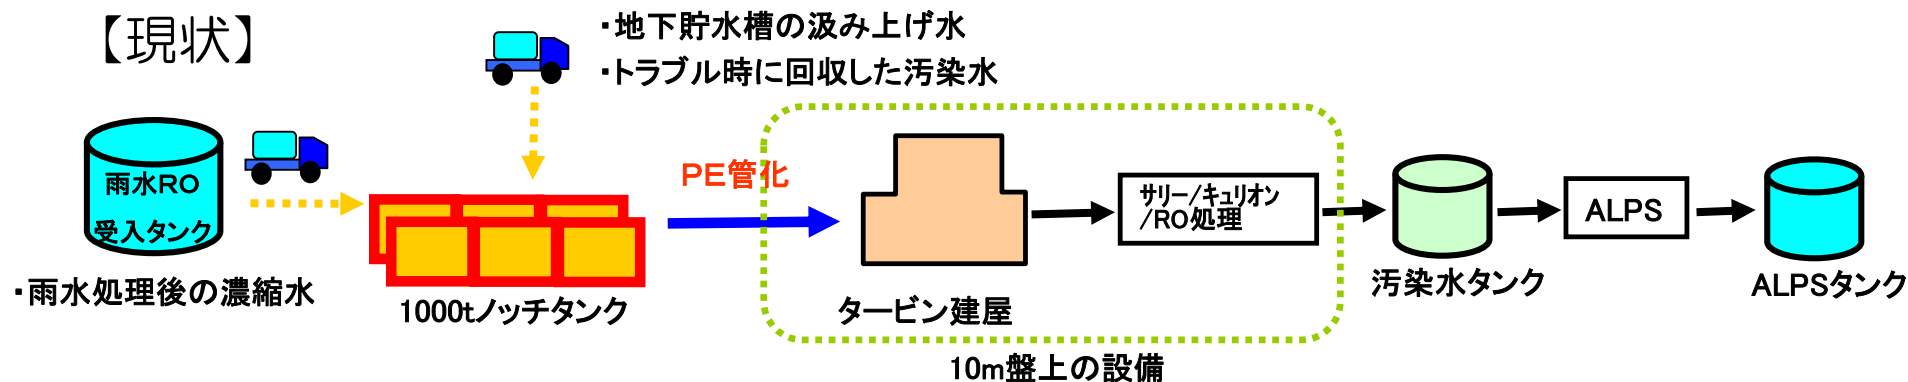 【現状】
・地下貯水槽の汲み上げ水
・トラブル時に回収した汚染水
雨水RO
受入タンク
・雨水処理後の濃縮水
1000tノッチタンク
PE管化
タービン建屋
サリー/キュリオン
/RO処理
10m盤上の設備
汚染水タンク
ALPS
ALPSタンク